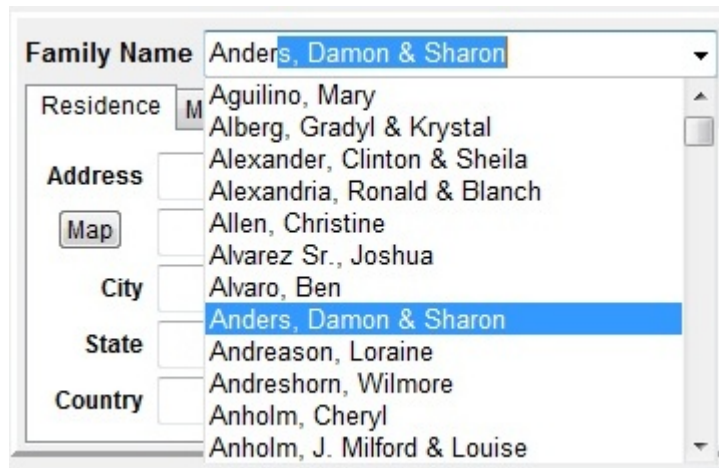 Family Name Anders, Damon & Sharon
Residence M
Aguilino, Mary
Alberg, Gradyl & Krystal
Alexander, Clinton & Sheila
Address
Alexandria, Ronald & Blanch
Map
Allen, Christine
Alvarez Sr., Joshua
City
Alvaro, Ben
Anders, Damon & Sharon
State
Andreason, Loraine
Andreshorn, Wilmore
Country
Anholm, Cheryl
Anholm, J. Milford & Louise